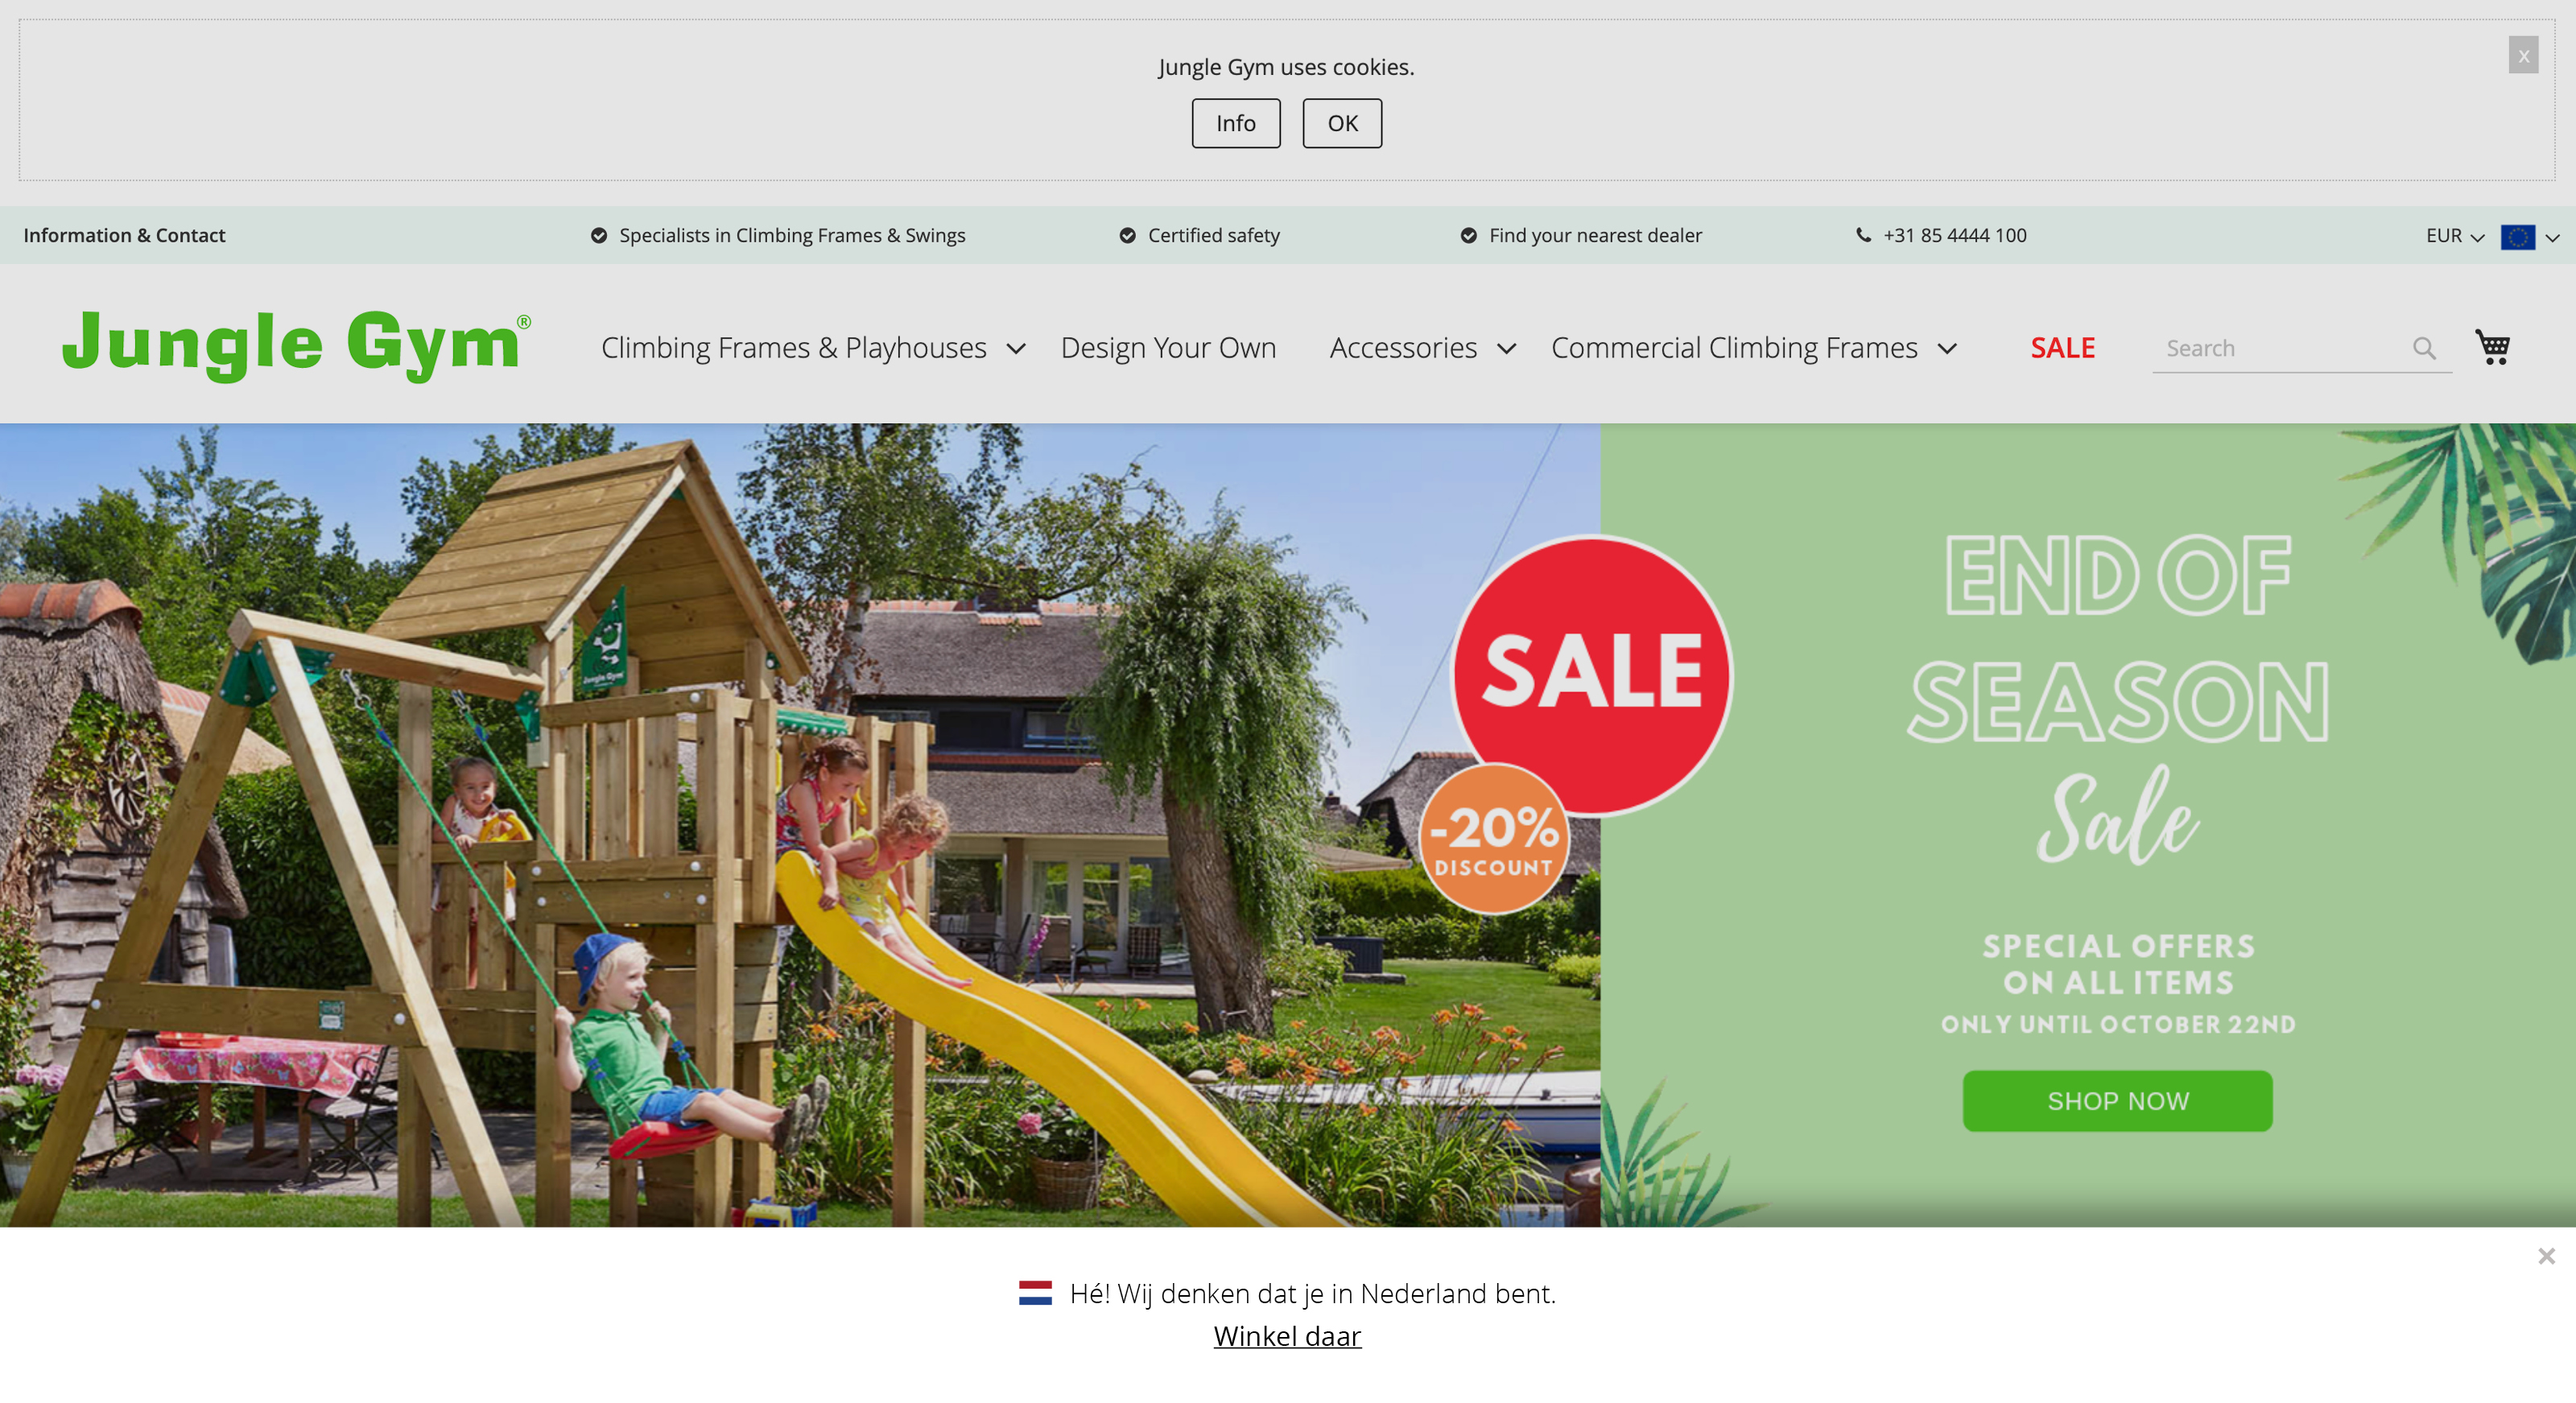 Jungle Gym uses cookies.
x
Info
OK
Information & Contact
Specialists in Climbing Frames & Swings
Certified safety
Find your nearest dealer
+31 85 4444 100
EUR
Jungle Gym®
Climbing Frames & Playhouses
Design Your Own
Accessories
Commercial Climbing Frames
SALE
Search
Jungle Gym
SALE
-20%
DISCOUNT
END OF
SEASON
Sale
SPECIAL OFFERS
ON ALL ITEMS
ONLY UNTIL OCTOBER 22ND
SHOP NOW
×
Hé! Wij denken dat je in Nederland bent.
Winkel daar